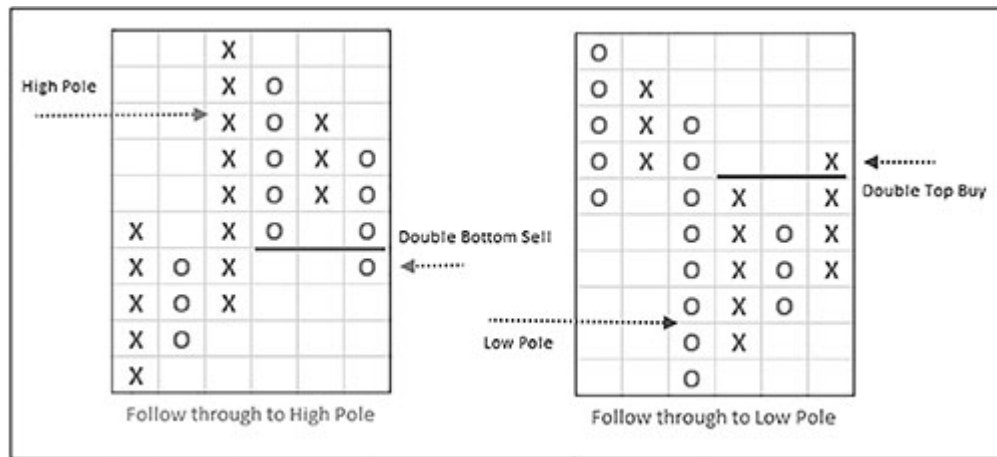 X
X O
High Pole
X O X
X O X O
X O X O
X X O O
Double Bottom Sell
X O X O
X O X
X O
X
Follow through to High Pole
O
O X
O X O
O X O X
Double Top Buy
O O X X
O X O X
O X O X
O X O
Low Pole
O X
O
Follow through to Low Pole